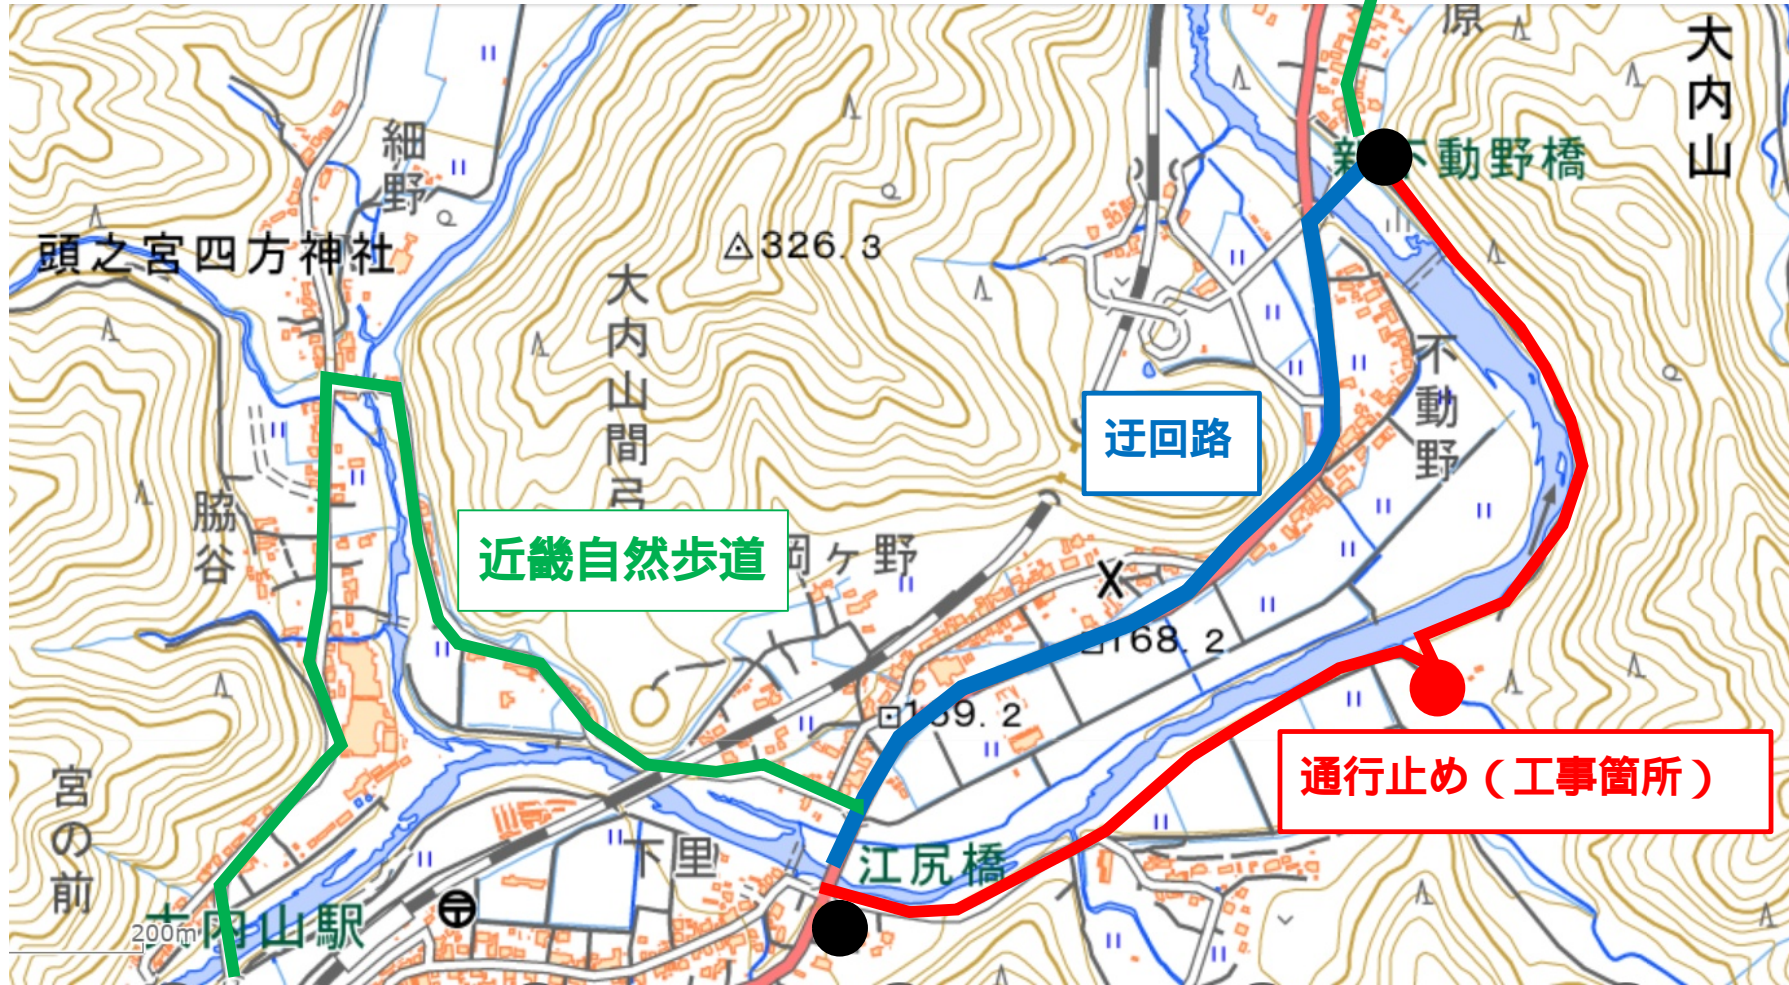 原
大内山
新不動野橋
細野
頭之宮四方神社
326.3
大内山間弓
不動野
迂回路
脇谷
近畿自然歩道
岡ヶ野
168.2
169.2
通行止め（工事箇所）
宮の前
下里
江尻橋
大内山駅
200m